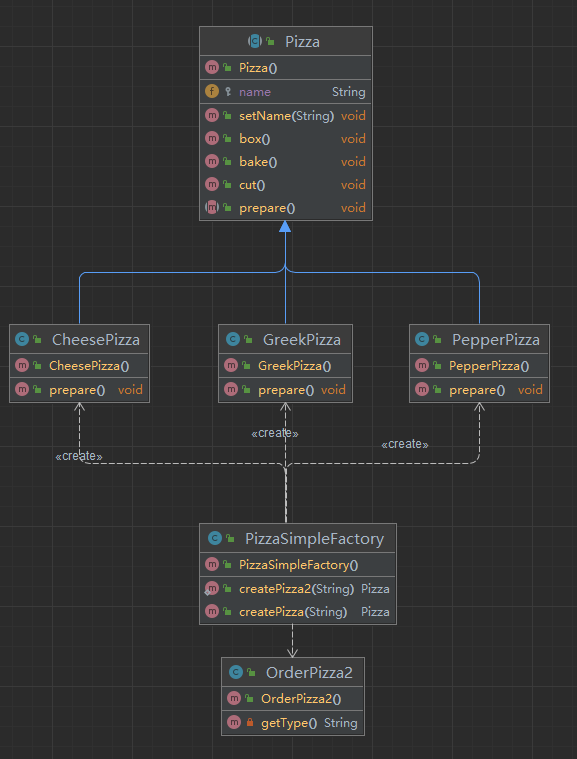 Pizza
Pizza()
name String
setName(String) void
box() void
bake() void
cut() void
prepare() void
CheesePizza
CheesePizza()
prepare() void
GreekPizza
GreekPizza()
prepare() void
PepperPizza
PepperPizza()
prepare() void
«create»
«create»
«create»
PizzaSimpleFactory
PizzaSimpleFactory()
createPizza2(String) Pizza
createPizza(String) Pizza
OrderPizza2
OrderPizza2()
getType() String